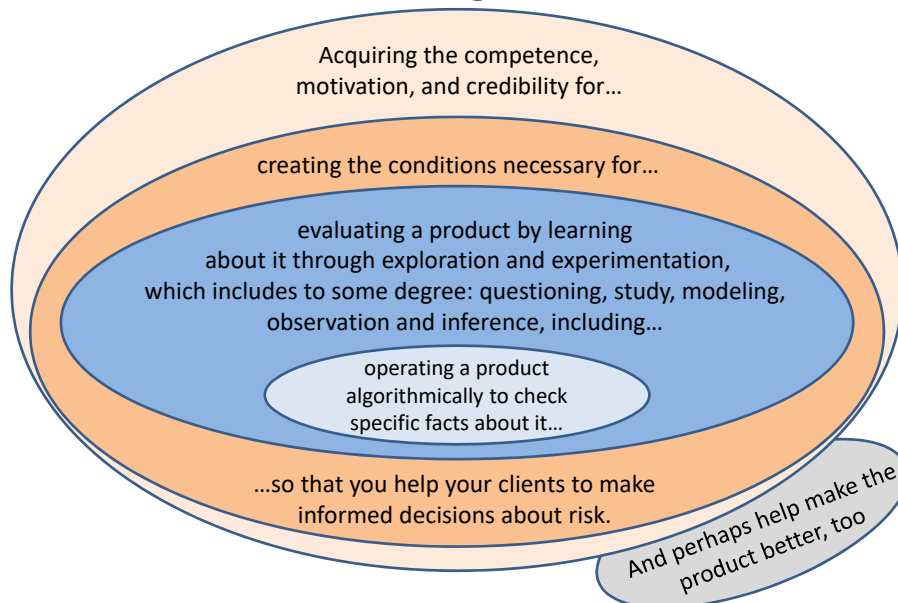 Acquiring the competence,
motivation, and credibility for…
creating the conditions necessary for…
evaluating a product by learning
about it through exploration and experimentation,
which includes to some degree: questioning, study, modeling,
observation and inference, including…
operating a product
algorithmically to check
specific facts about it…
…so that you help your clients to make
informed decisions about risk.
And perhaps help make the
product better, too